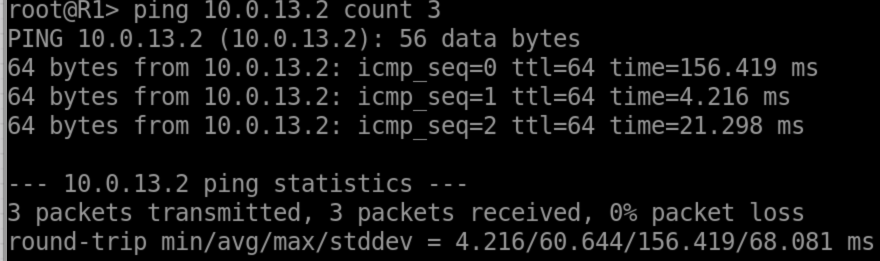 root@R1> ping 10.0.13.2 count 3
PING 10.0.13.2 (10.0.13.2): 56 data bytes
64 bytes from 10.0.13.2: icmp_seq=0 ttl=64 time=156.419 ms
64 bytes from 10.0.13.2: icmp_seq=1 ttl=64 time=4.216 ms
64 bytes from 10.0.13.2: icmp_seq=2 ttl=64 time=21.298 ms
--- 10.0.13.2 ping statistics ---
3 packets transmitted, 3 packets received, 0% packet loss
round-trip min/avg/max/stddev = 4.216/60.644/156.419/68.081 ms